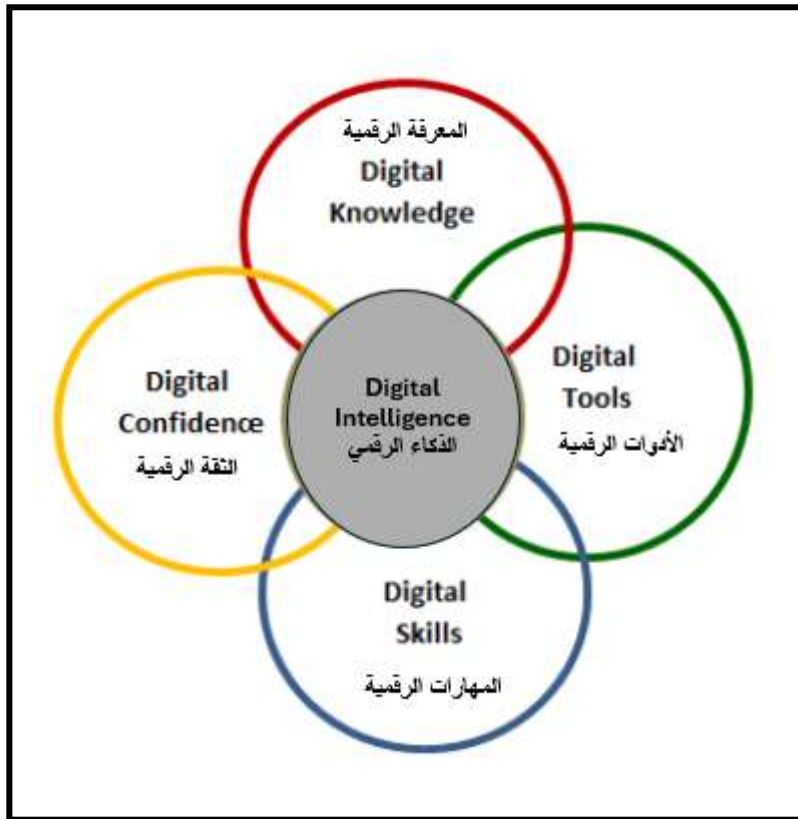 المعرفة الرقمية
Digital
Knowledge
Digital
Tools
الأدوات الرقمية
Digital
Confidence
الثقة الرقمية
Digital
Intelligence
الذكاء الرقمي
Digital
Skills
المهارات الرقمية